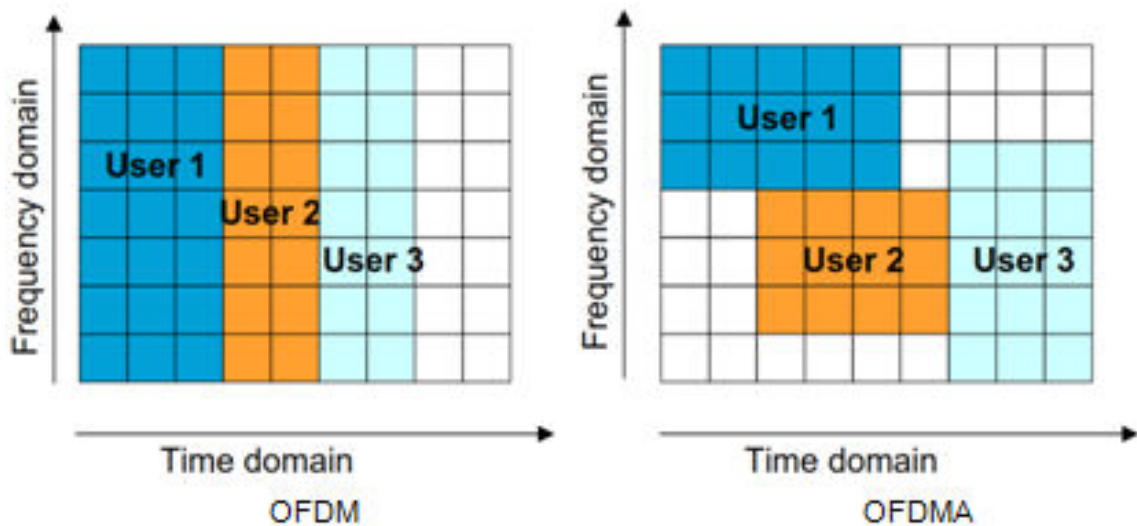 Frequency domain
User 1
User 2
User 3
Time domain
OFDM
Frequency domain
User 1
User 2
User 3
Time domain
OFDMA